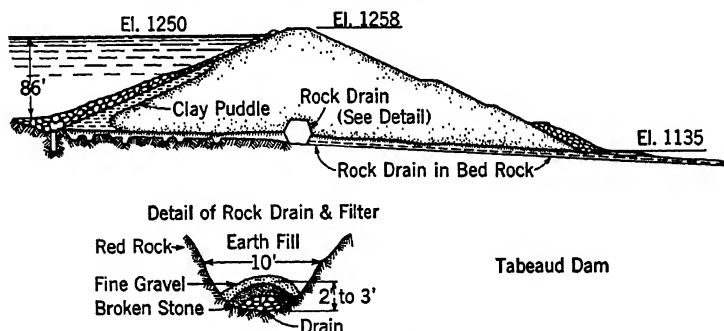 El. 1250
El. 1258
86'
Clay Puddle
Rock Drain
(See Detail)
El. 1135
Rock Drain in Bed Rock
Detail of Rock Drain & Filter
Red Rock
Earth Fill
10'
Fine Gravel
2' to 3'
Broken Stone
Drain
Tabeaud Dam